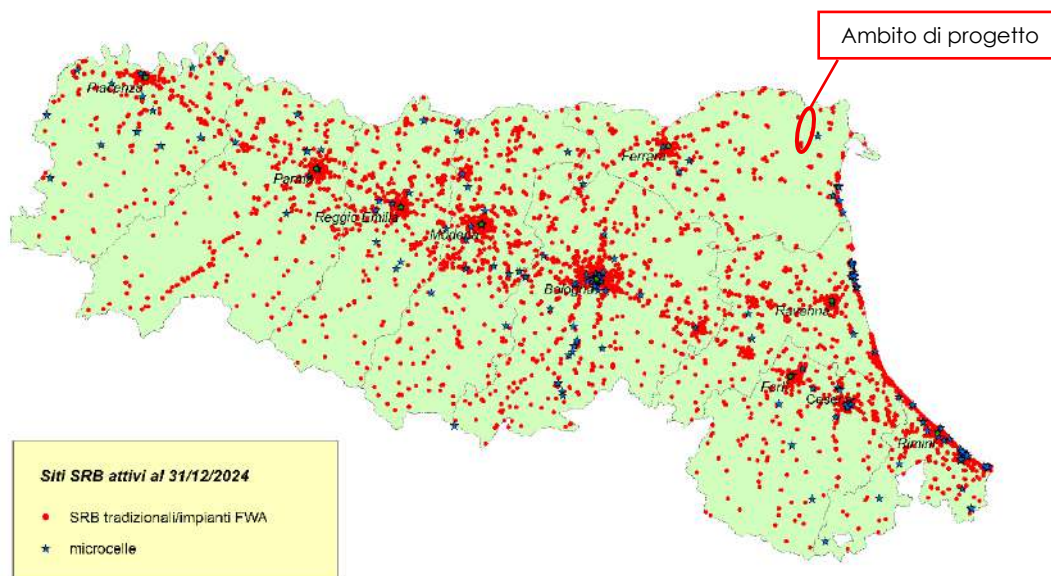 Ambito di progetto
Piacenza
Parma
Ferrara
Reggio Emilia
Modena
Bologna
Ravenna
Forlì
Cesena
Rimini
Siti SRB attivi al 31/12/2024
SRB tradizionali/impianti FWA
microcelle